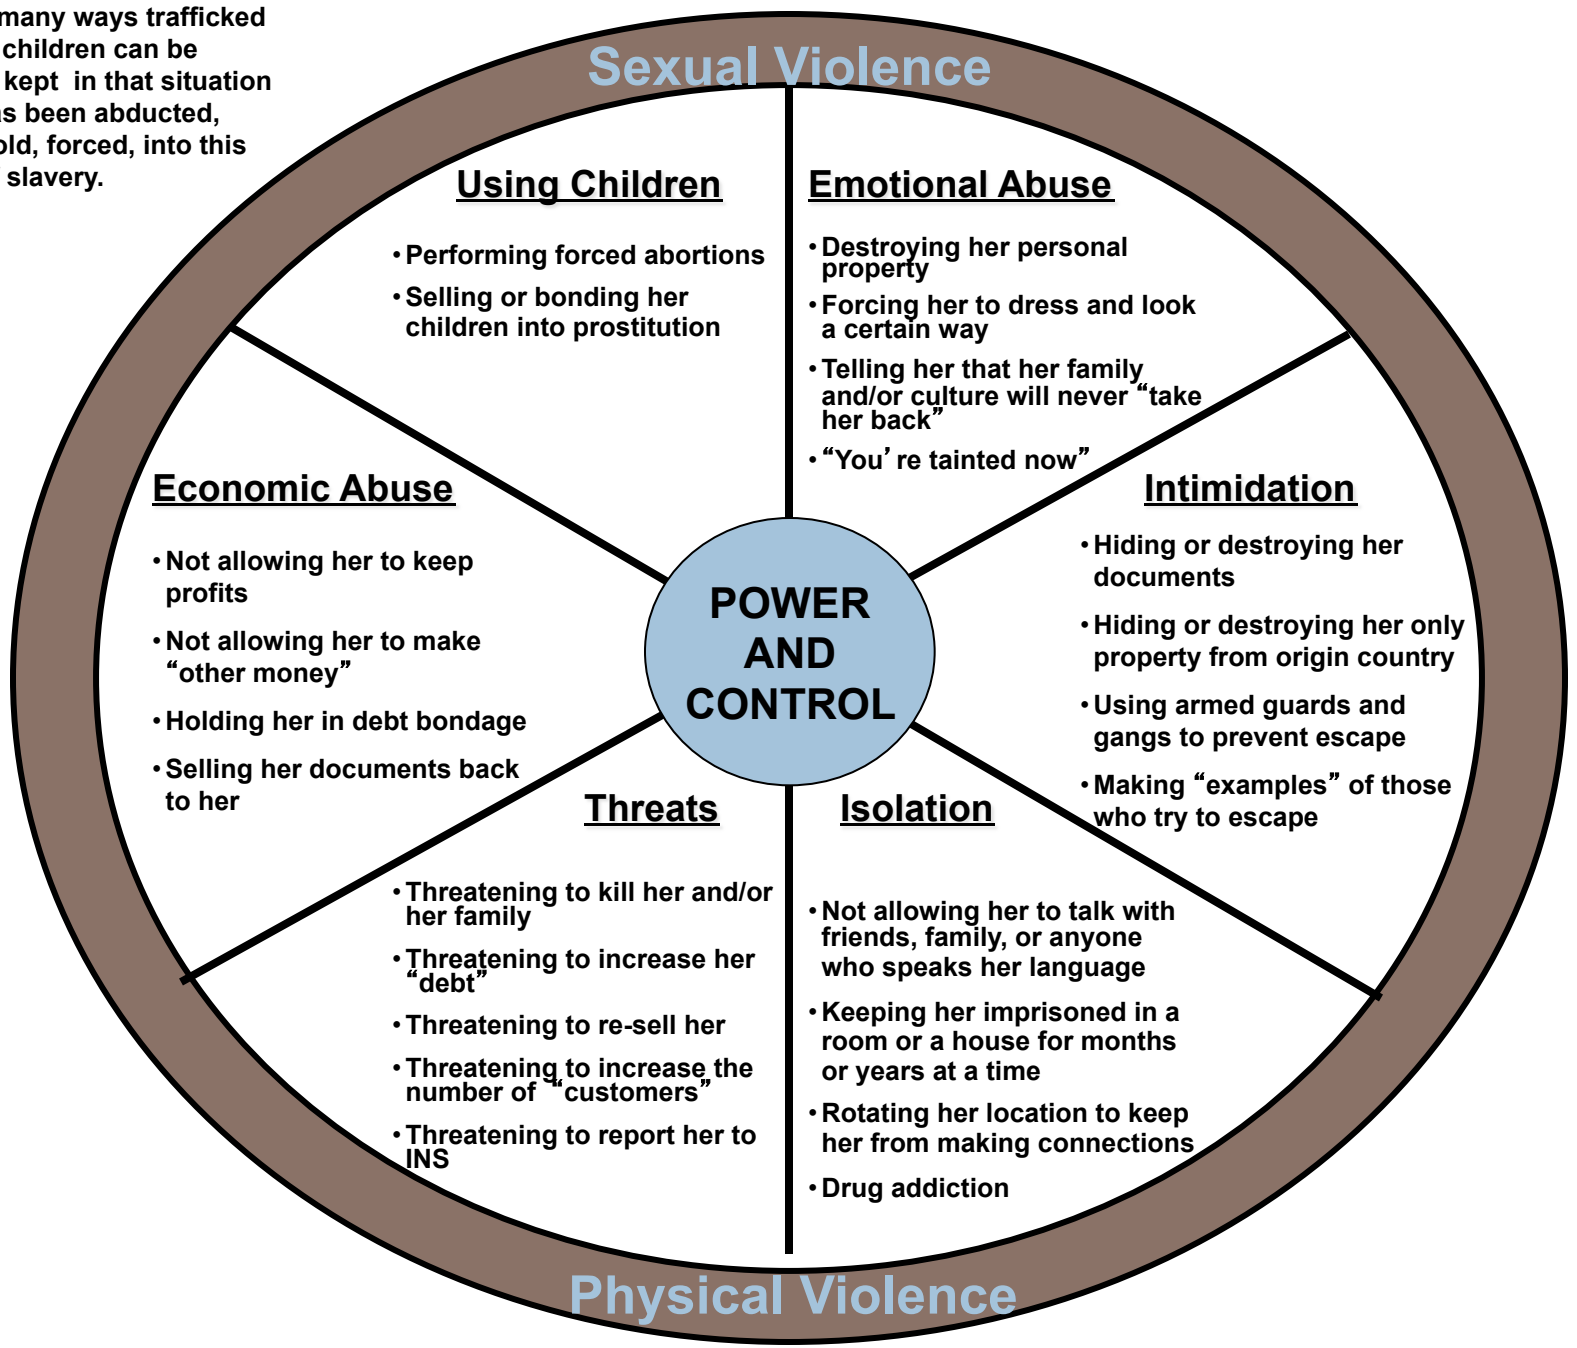 many ways trafficked
children can be
kept in that situation
as been abducted,
old, forced, into this
slavery.
Sexual Violence
Using Children
• Performing forced abortions
• Selling or bonding her
children into prostitution
Emotional Abuse
• Destroying her personal
property
• Forcing her to dress and look
a certain way
• Telling her that her family
and/or culture will never “take
her back”
• “You’ re tainted now”
Economic Abuse
• Not allowing her to keep
profits
• Not allowing her to make
“other money”
• Holding her in debt bondage
• Selling her documents back
to her
POWER
AND
CONTROL
Intimidation
• Hiding or destroying her
documents
• Hiding or destroying her only
property from origin country
• Using armed guards and
gangs to prevent escape
• Making “examples” of those
who try to escape
Threats
• Threatening to kill her and/or
her family
• Threatening to increase her
“debt”
• Threatening to re-sell her
• Threatening to increase the
number of “customers”
• Threatening to report her to
INS
Isolation
• Not allowing her to talk with
friends, family, or anyone
who speaks her language
• Keeping her imprisoned in a
room or a house for months
or years at a time
• Rotating her location to keep
her from making connections
• Drug addiction
Physical Violence